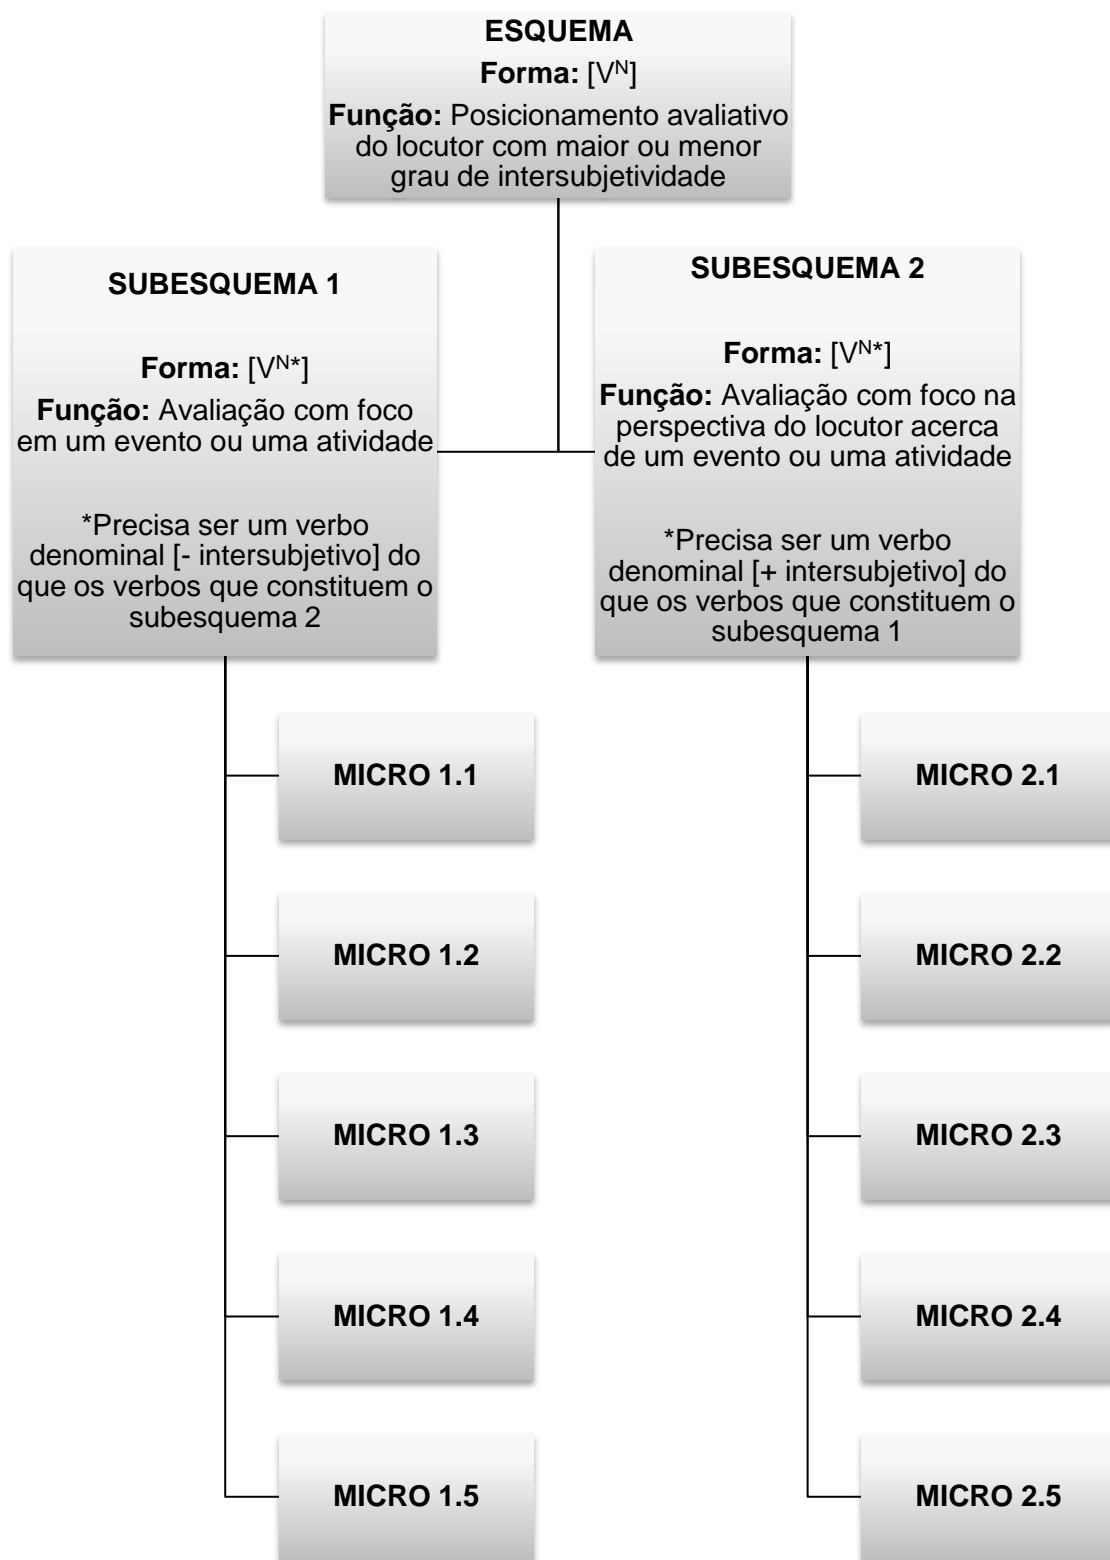 ESQUEMA
Forma: [Vᴺ]
Função: Posicionamento avaliativo
do locutor com maior ou menor
grau de intersubjetividade
SUBESQUEMA 1
Forma: [Vᴺ*]
Função: Avaliação com foco
em um evento ou uma atividade
*Precisa ser um verbo
denominal [- intersubjetivo] do
que os verbos que constituem o
subesquema 2
SUBESQUEMA 2
Forma: [Vᴺ*]
Função: Avaliação com foco na
perspectiva do locutor acerca
de um evento ou uma atividade
*Precisa ser um verbo
denominal [+ intersubjetivo] do
que os verbos que constituem o
subesquema 1
MICRO 1.1
MICRO 1.2
MICRO 1.3
MICRO 1.4
MICRO 1.5
MICRO 2.1
MICRO 2.2
MICRO 2.3
MICRO 2.4
MICRO 2.5